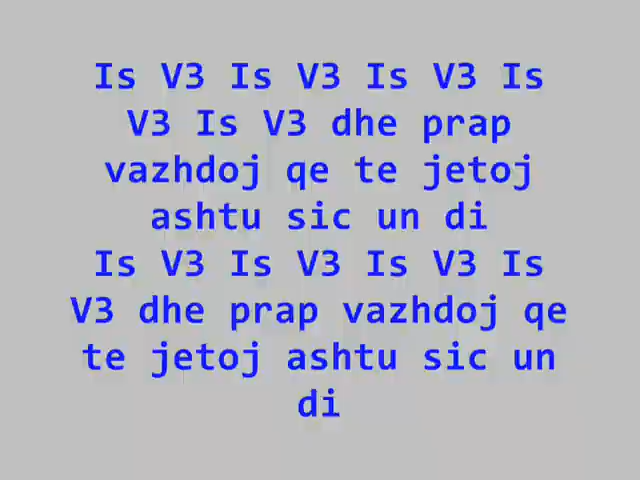 Is V3 Is V3 Is V3 Is
V3 Is V3 dhe prap
vazhdoj qe te jetoj
ashtu sic un di
Is V3 Is V3 Is V3 Is
V3 dhe prap vazhdoj qe
te jetoj ashtu sic un
di